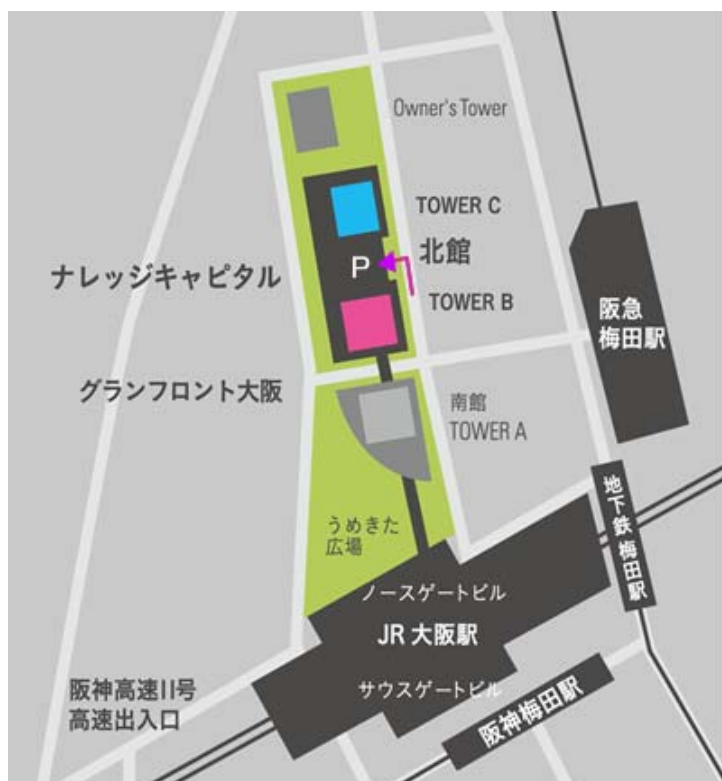 Owner's Tower
TOWER C
北館
ナレッジキャピタル
P
TOWER B
阪急
梅田駅
グランフロント大阪
南館
TOWER A
地下鉄 梅田駅
うめきた
広場
ノースゲートビル
JR 大阪駅
サウスゲートビル
阪神高速11号
高速出入口
阪神梅田駅